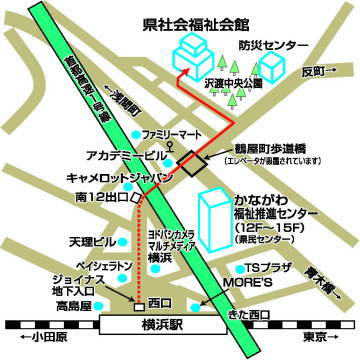 県社会福祉会館
防災センター
反町→
沢渡中央公園
首都高速横羽線
←浅間町
ファミリーマート
鶴屋町歩道橋
(エレベータが設置されています)
アカデミービル
キャメロットジャパン
南12出口
かながわ
福祉推進センター
(12F~15F)
(県民センター)
天理ビル
ヨドバシカメラ
マルチメディア
横浜
青木橋→
ベイシェラトン
ジョイナス
地下入口
TSプラザ
MORE'S
高島屋
西口
きた西口
横浜駅
←小田原
東京→